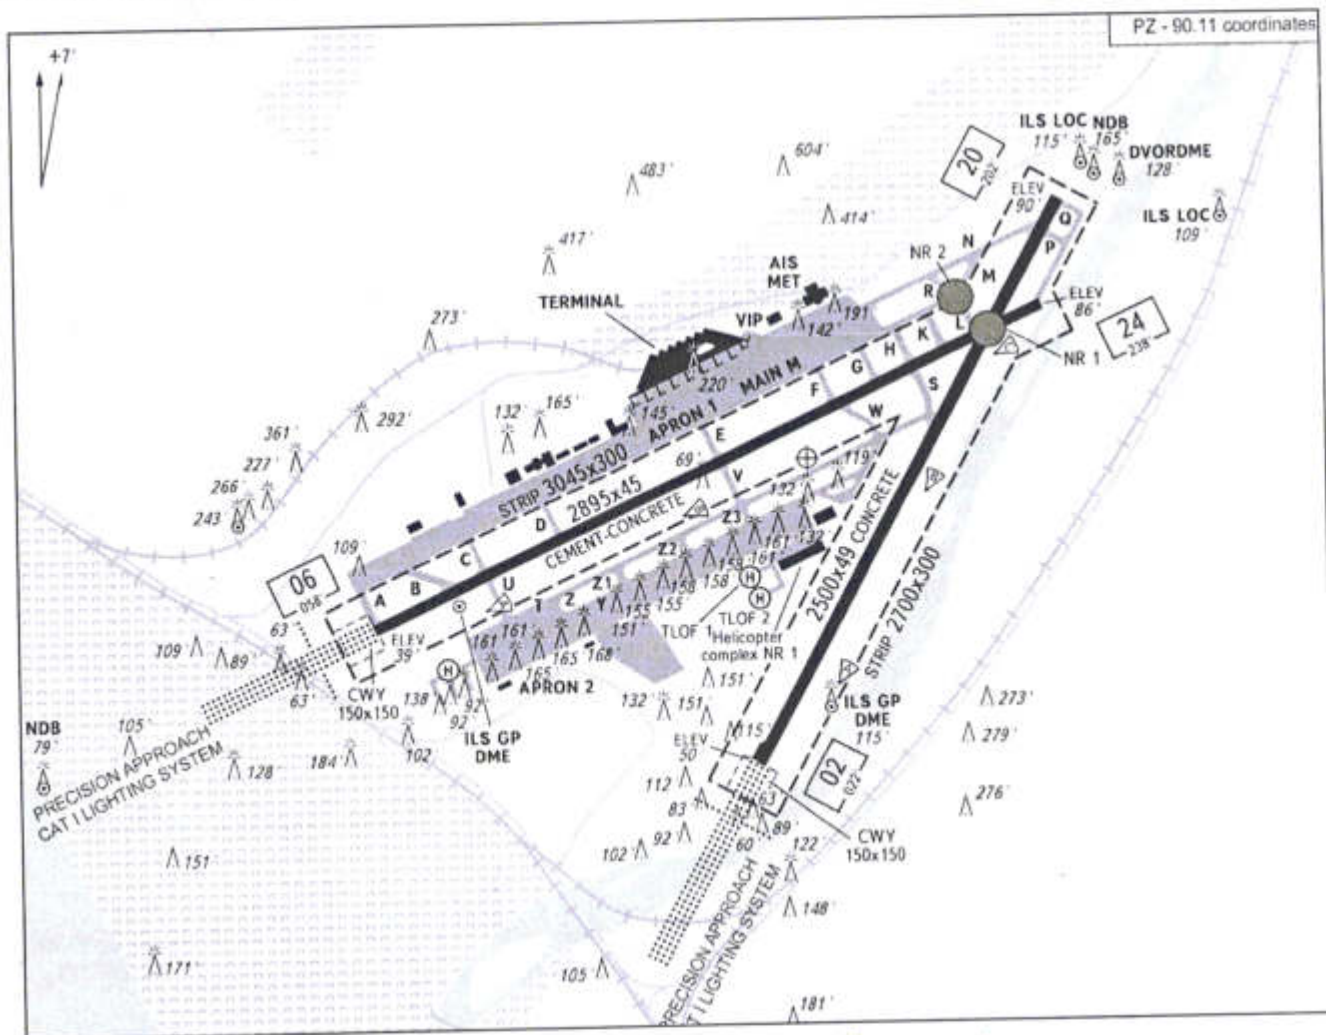 PZ - 90.11 coordinates
+7'
ILS LOC
115'
NDB
165'
DVORDME
128'
20
202
ELEV
90'
ILS LOC
109'
604'
483'
414'
417'
NR 2
N
M
Q
P
R
L
AIS
MET
TERMINAL
VIP
191
142'
ELEV
86'
24
238
NR 1
273'
220'
MAIN M
APRON 1
H
K
G
F
S
W
292'
132'
165'
145'
361'
227'
266'
243'
STRIP 3045x300
2895x45
CEMENT-CONCRETE
E
69'
V
119'
132'
D
C
B
A
109'
06
058
U
T
Z
Z1
Y
Z2
Z3
161'
161'
132'
158
158
158
155'
155
151'
168'
165
165
161'
161
2500x49 CONCRETE
STRIP 2700x300
TLOF 1
TLOF 2
Helicopter
complex NR 1
H
H
H
63
109'
89'
63'
ELEV
39'
CWY
150x150
138
92'
92
APRON 2
ILS GP
DME
102
184
128'
105'
NDB
79'
PRECISION APPROACH
CAT I LIGHTING SYSTEM
151'
171'
151'
132'
151
115'
ELEV
50
112
83
92
102
63
60
89
122
CWY
150x150
ILS GP
DME
115'
02
022
273'
279'
276'
148'
105
181'
PRECISION APPROACH
CAT I LIGHTING SYSTEM